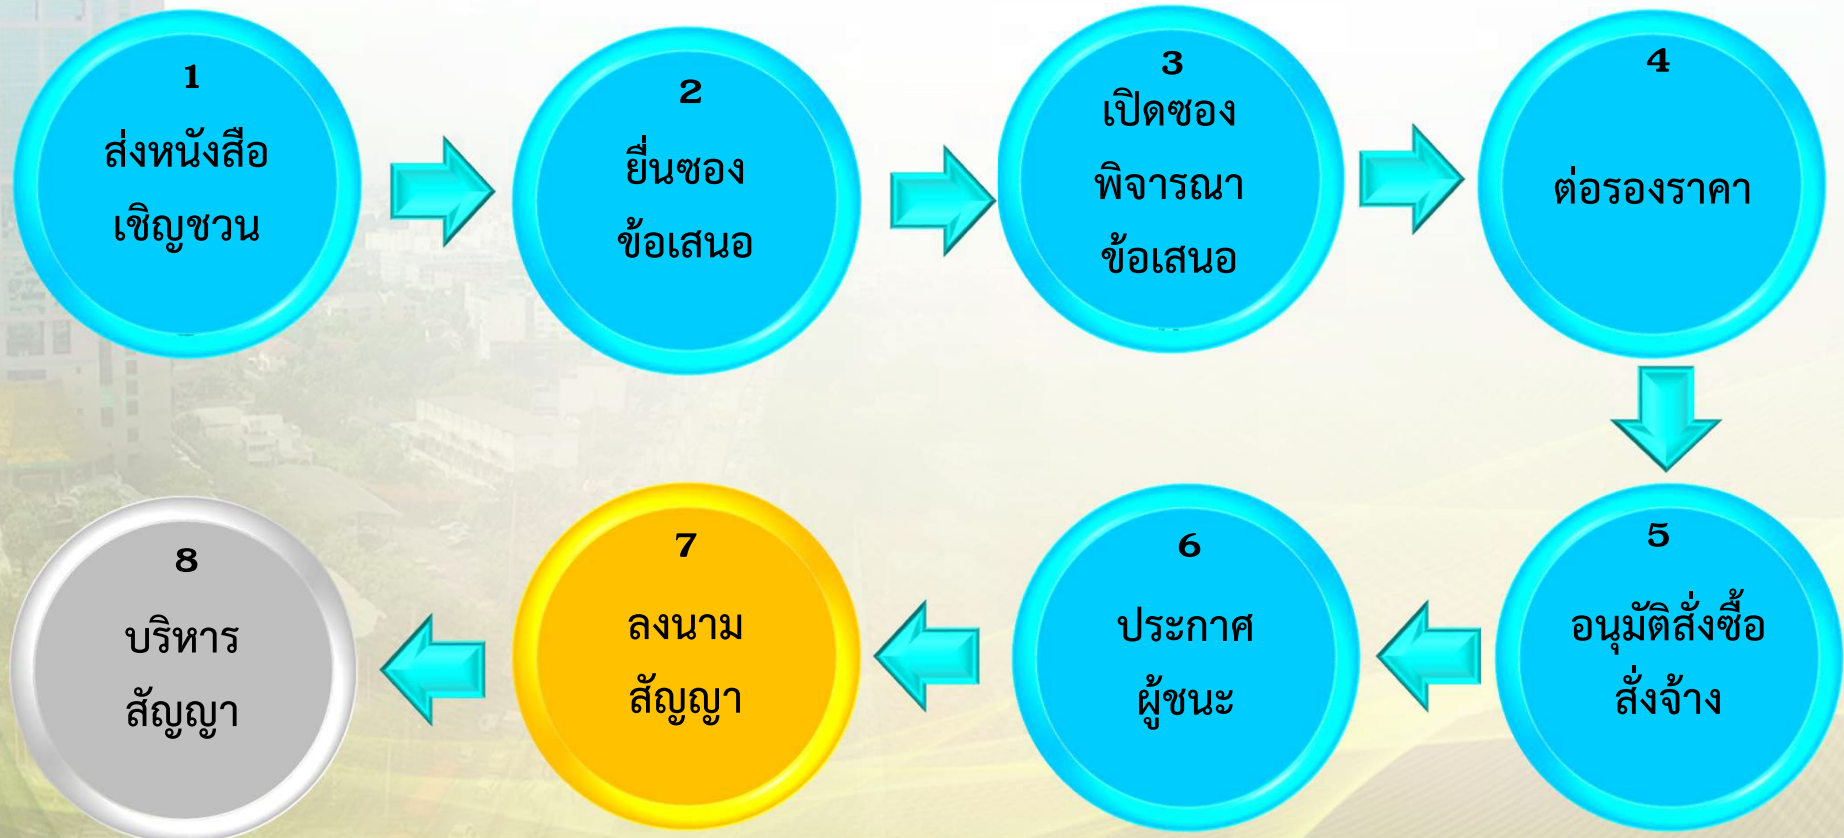 1
ส่งหนังสือ
เชิญชวน
2
ยื่นซอง
ข้อเสนอ
3
เปิดซอง
พิจารณา
ข้อเสนอ
4
ต่อรองราคา
5
อนุมัติสั่งซื้อ
สั่งจ้าง
6
ประกาศ
ผู้ชนะ
7
ลงนาม
สัญญา
8
บริหาร
สัญญา